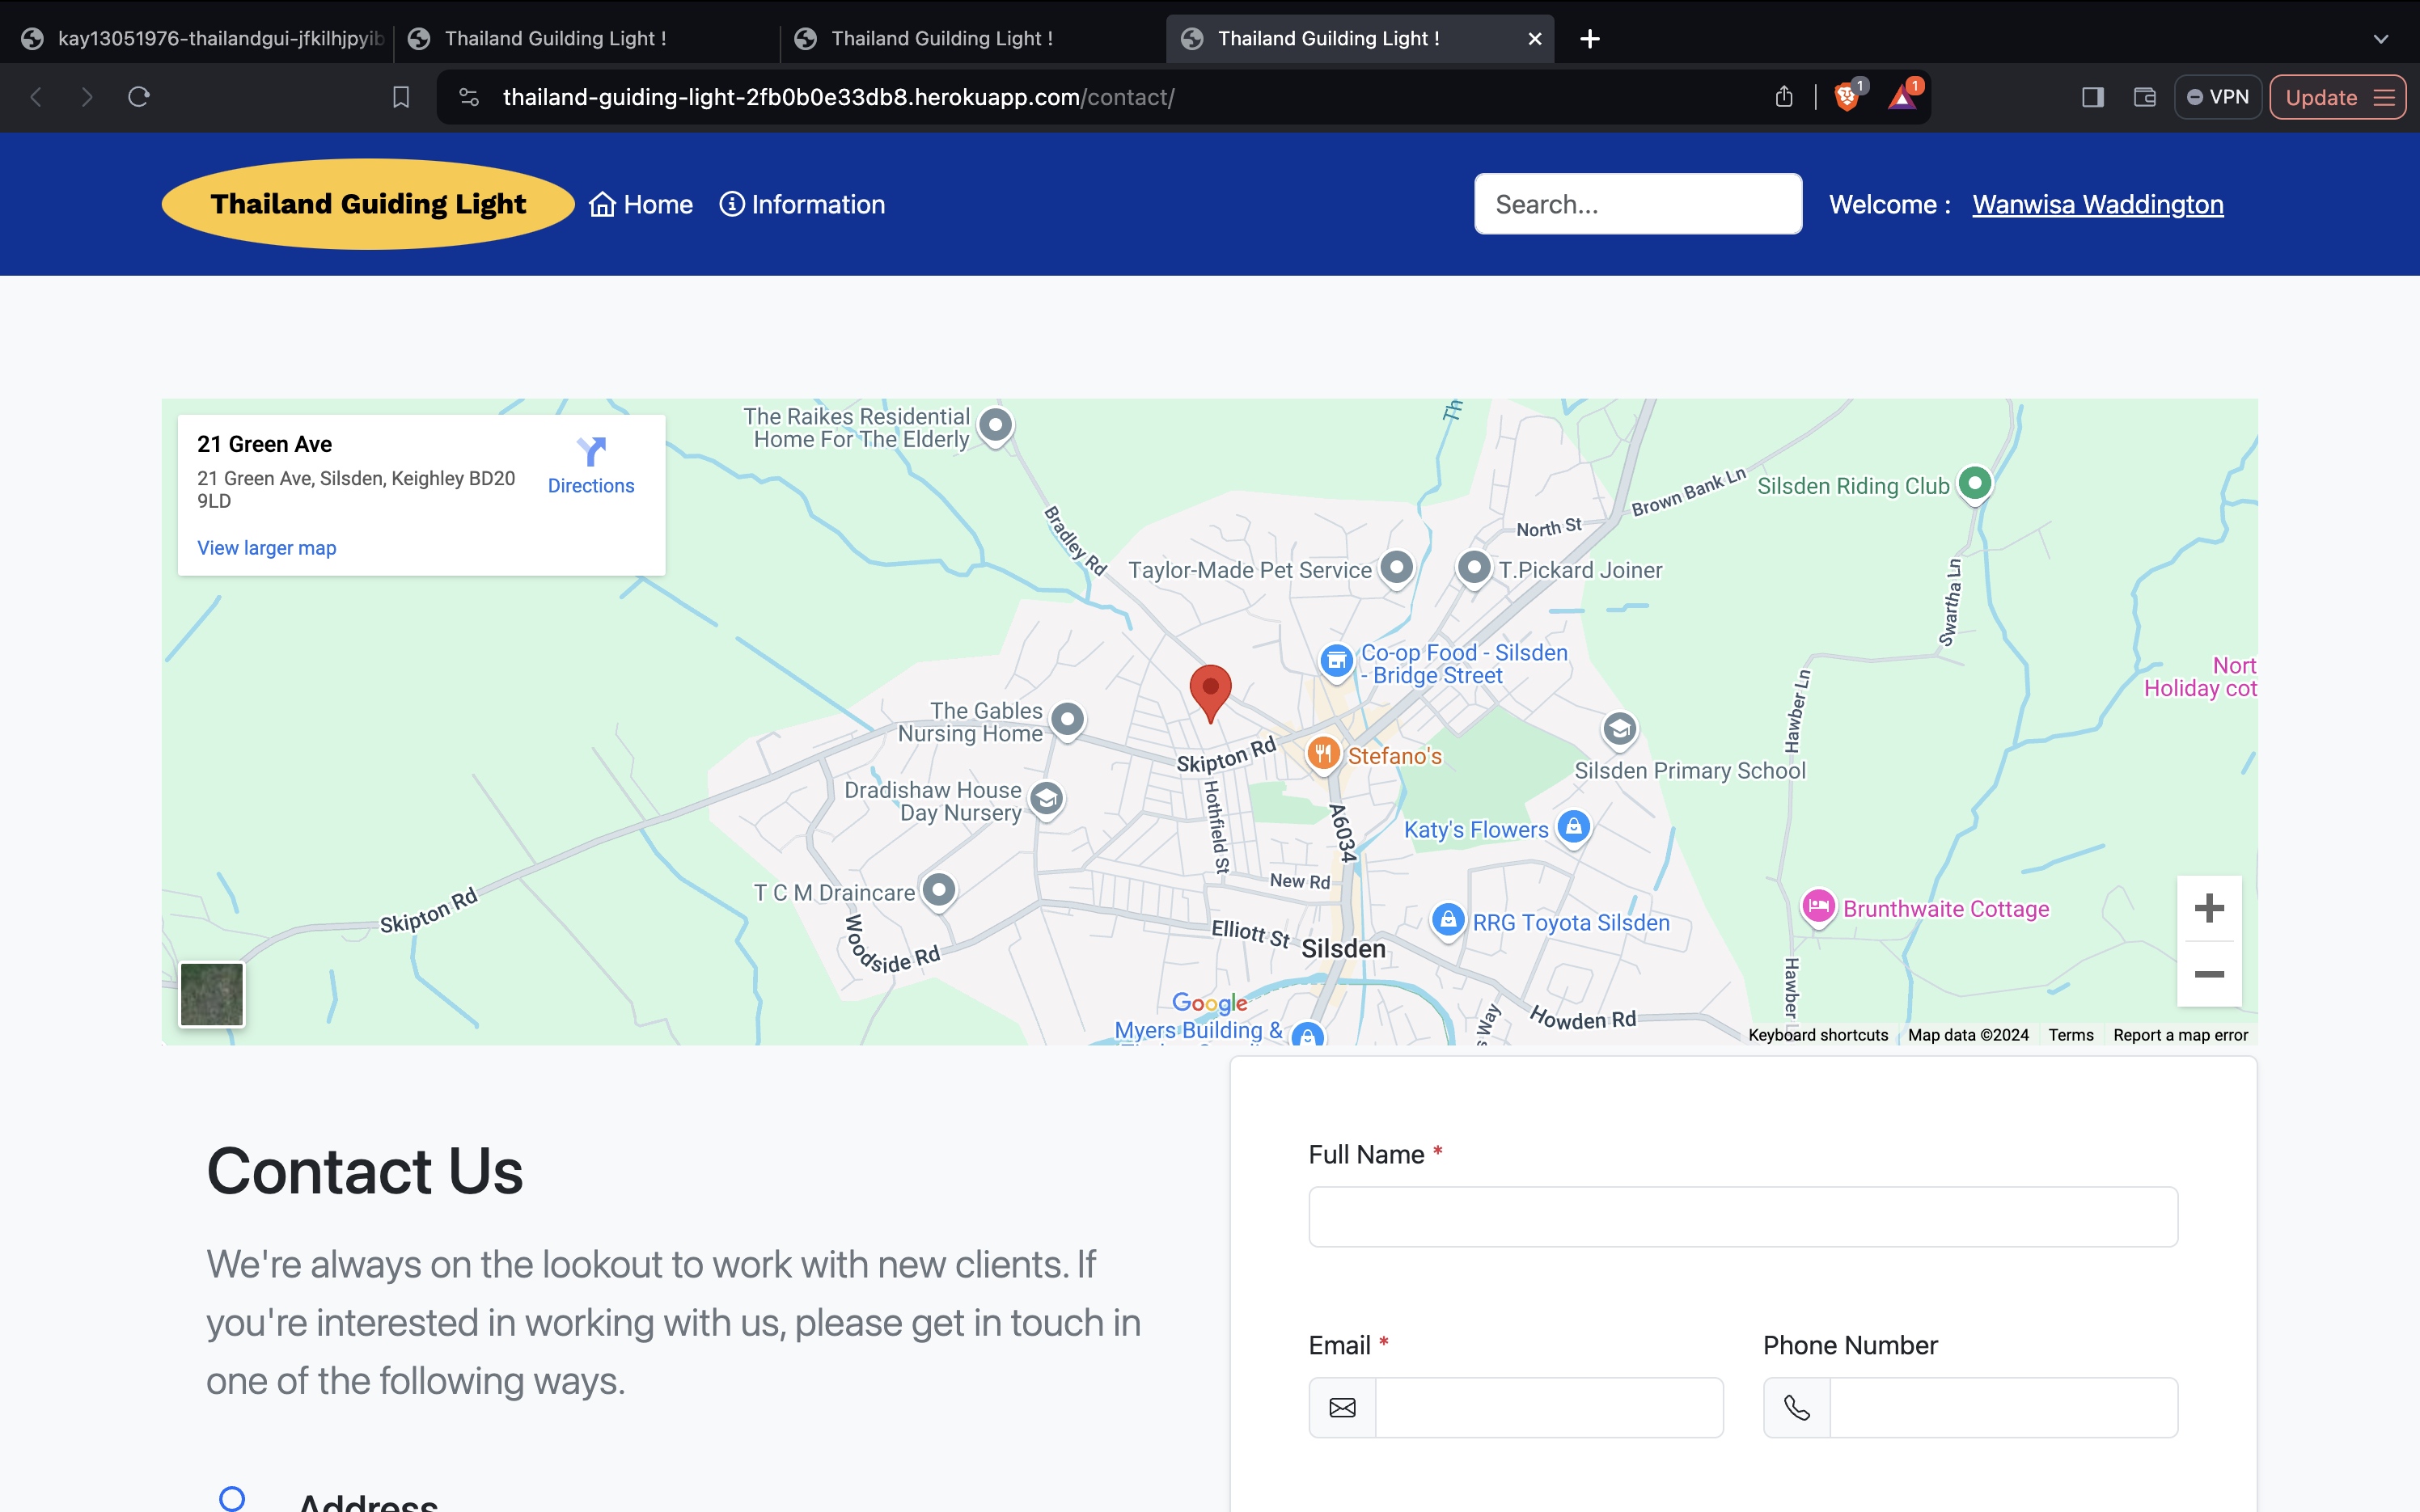 kay13051976-thailandgui-jfkilhjpyib
Thailand Guilding Light !
Thailand Guilding Light !
Thailand Guilding Light !
thailand-guiding-light-2fb0b0e33db8.herokuapp.com/contact/
1
1
VPN
Update
Thailand Guiding Light
Home
Information
Search...
Welcome :
Wanwisa Waddington
21 Green Ave
21 Green Ave, Silsden, Keighley BD20
9LD
Directions
View larger map
The Raikes Residential
Home For The Elderly
Th
Bradley Rd
Brown Bank Ln
North St
Silsden Riding Club
Taylor-Made Pet Service
T.Pickard Joiner
Swartha Ln
Co-op Food - Silsden
- Bridge Street
Nort
Holiday cot
Hawber Ln
The Gables
Nursing Home
Skipton Rd
Stefano's
Silsden Primary School
Dradishaw House
Day Nursery
Hothfield St
A6034
Katy's Flowers
T C M Draincare
New Rd
Skipton Rd
Woodside Rd
Elliott St
Silsden
RRG Toyota Silsden
Brunthwaite Cottage
Hawber L
Google
Myers Building &
s Way
Howden Rd
Keyboard shortcuts
Map data ©2024
Terms
Report a map error
Contact Us
We're always on the lookout to work with new clients. If
you're interested in working with us, please get in touch in
one of the following ways.
Address
Full Name *
Email *
Phone Number